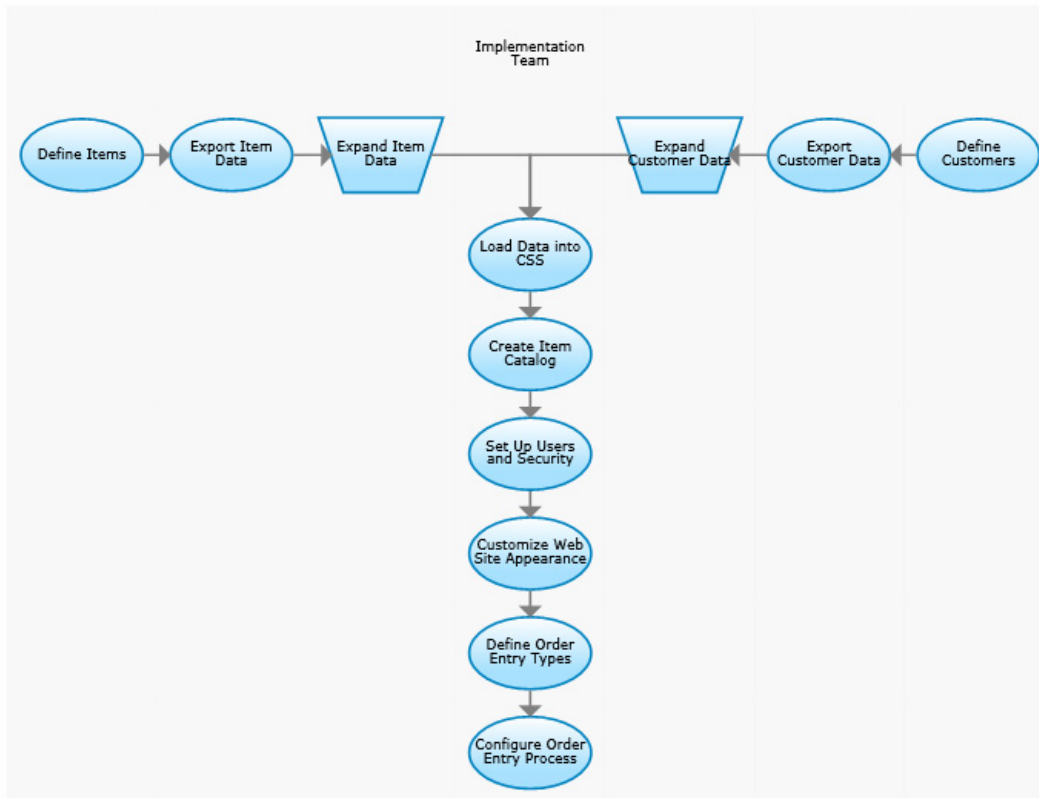 Implementation
Team
Define Items
Export Item
Data
Expand Item
Data
Expand
Customer Data
Export
Customer Data
Define
Customers
Load Data into
CSS
Create Item
Catalog
Set Up Users
and Security
Customize Web
Site Appearance
Define Order
Entry Types
Configure Order
Entry Process